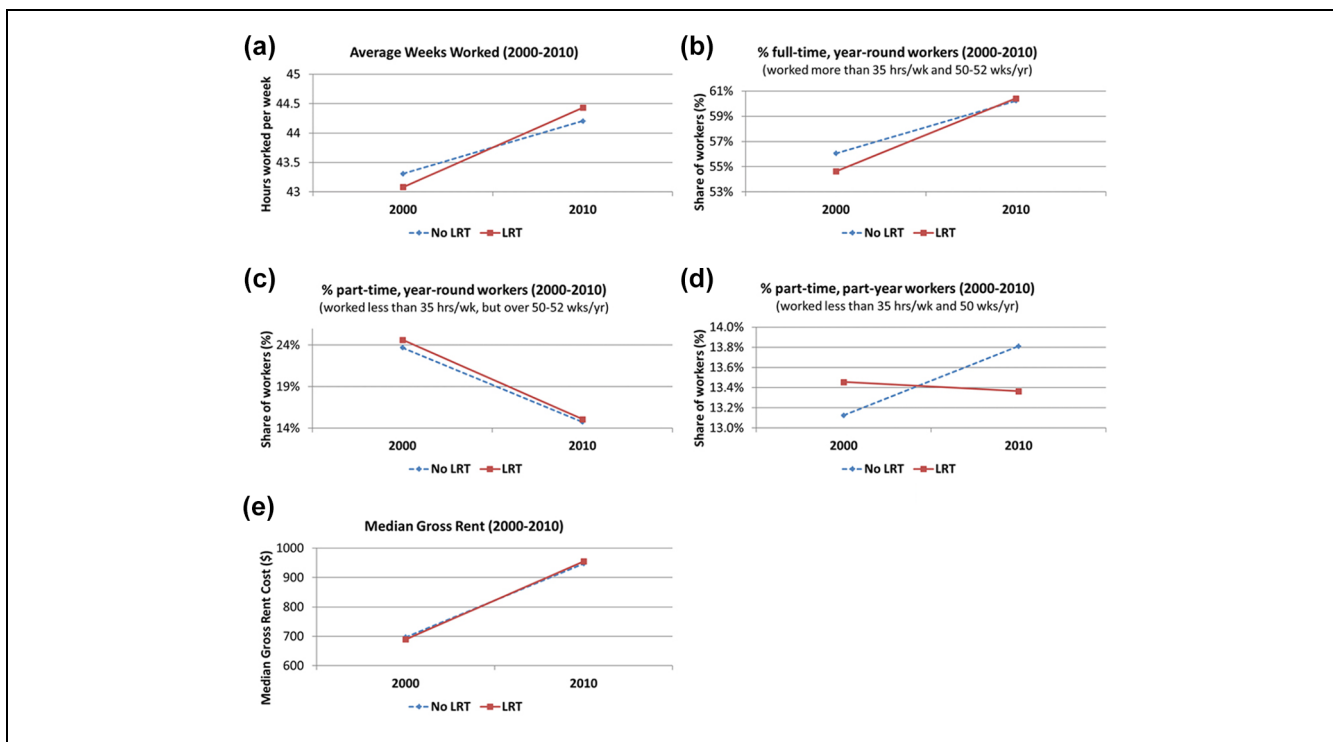 (a)
Average Weeks Worked (2000-2010)
Hours worked per week
45
44.5
44
43.5
43
2000
2010
No LRT
LRT
(b)
% full-time, year-round workers (2000-2010)
(worked more than 35 hrs/wk and 50-52 wks/yr)
Share of workers (%)
61%
59%
57%
55%
53%
2000
2010
No LRT
LRT
(c)
% part-time, year-round workers (2000-2010)
(worked less than 35 hrs/wk, but over 50-52 wks/yr)
Share of workers (%)
24%
19%
14%
2000
2010
No LRT
LRT
(d)
% part-time, part-year workers (2000-2010)
(worked less than 35 hrs/wk and 50 wks/yr)
Share of workers (%)
14.0%
13.8%
13.6%
13.4%
13.2%
13.0%
2000
2010
No LRT
LRT
(e)
Median Gross Rent (2000-2010)
Median Gross Rent Cost ($)
1000
900
800
700
600
2000
2010
No LRT
LRT